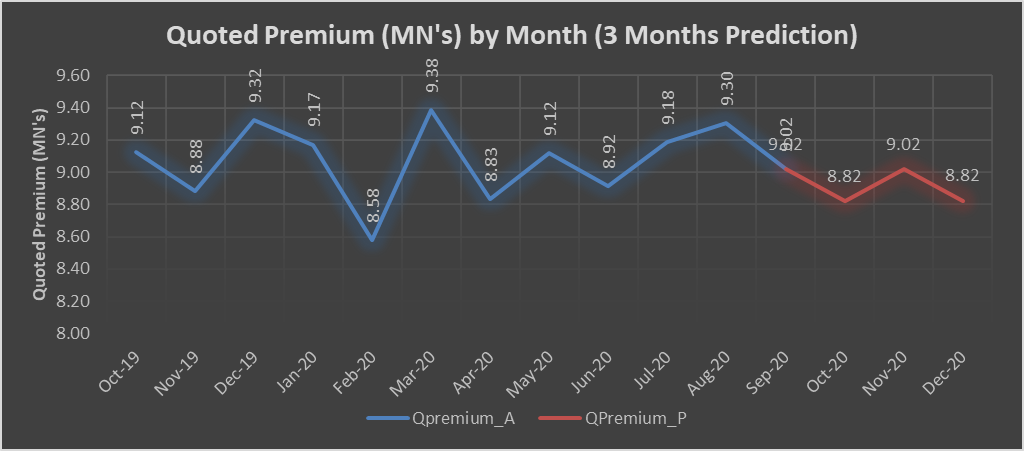 Quoted Premium (MN's) by Month (3 Months Prediction)
Quoted Premium (MN's)
9.60
9.40
9.20
9.00
8.80
8.60
8.40
8.20
8.00
9.12
8.88
9.32
9.17
8.58
9.38
8.83
9.12
8.92
9.18
9.30
9.02
9.02
8.82
9.02
8.82
Oct-19
Nov-19
Dec-19
Jan-20
Feb-20
Mar-20
Apr-20
May-20
Jun-20
Jul-20
Aug-20
Sep-20
Oct-20
Nov-20
Dec-20
Qpremium_A
QPremium_P